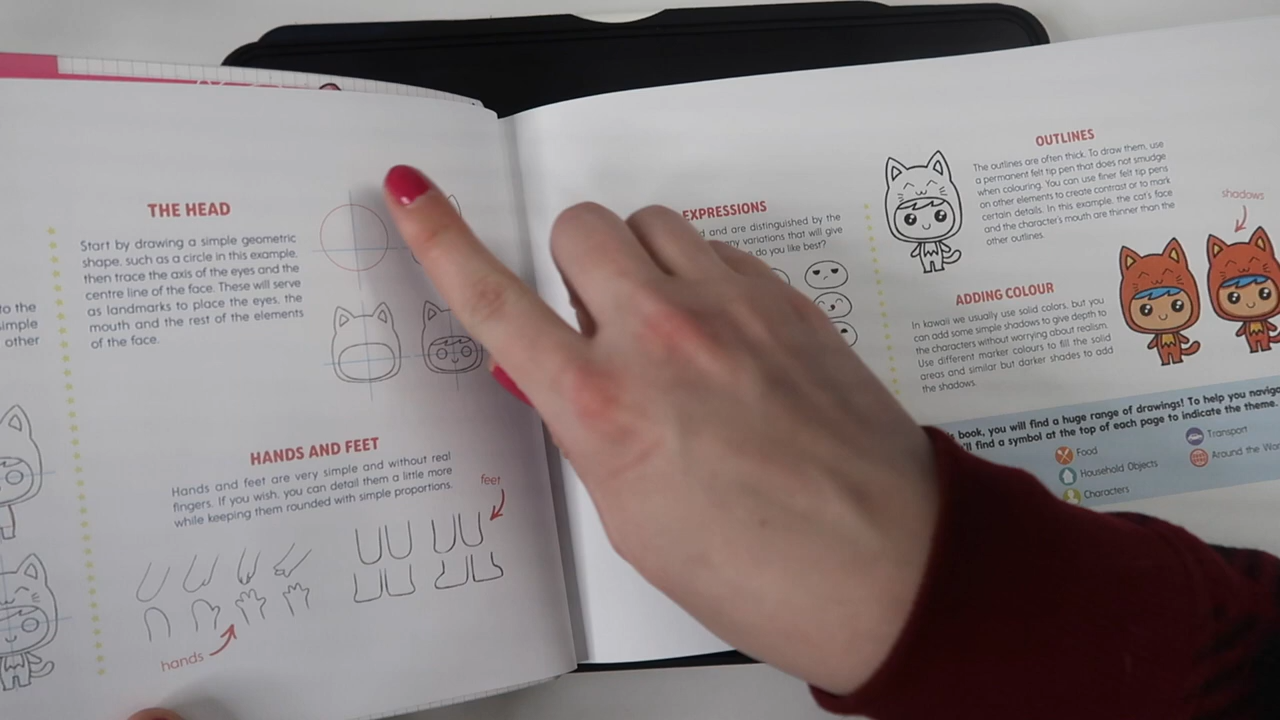 to the
simple
other
THE HEAD
Start by drawing a simple geometric
shape, such as a circle in this example,
then trace the axis of the eyes and the
centre line of the face. These will serve
as landmarks to place the eyes, the
mouth and the rest of the elements
of the face.
HANDS AND FEET
Hands and feet are very simple and without real
fingers. If you wish, you can detail them a little more
while keeping them rounded with simple proportions.
feet
hands
EXPRESSIONS
and are distinguished by the
many variations that will give
do you like best?
OUTLINES
The outlines are often thick. To draw them, use
a permanent felt tip pen that does not smudge
when colouring. You can use finer felt tip pens
on other elements to create contrast or to mark
certain details. In this example, the cat's face
and the character's mouth are thinner than the
other outlines.
shadows
ADDING COLOUR
In kawaii we usually use solid colors, but you
can add some simple shadows to give depth to
the characters without worrying about realism.
Use different marker colours to fill the solid
areas and similar but darker shades to add
the shadows.
book, you will find a huge range of drawings! To help you
find a symbol at the top of each page to indicate the theme.
Food
Household Objects
Characters
Transport
Around the